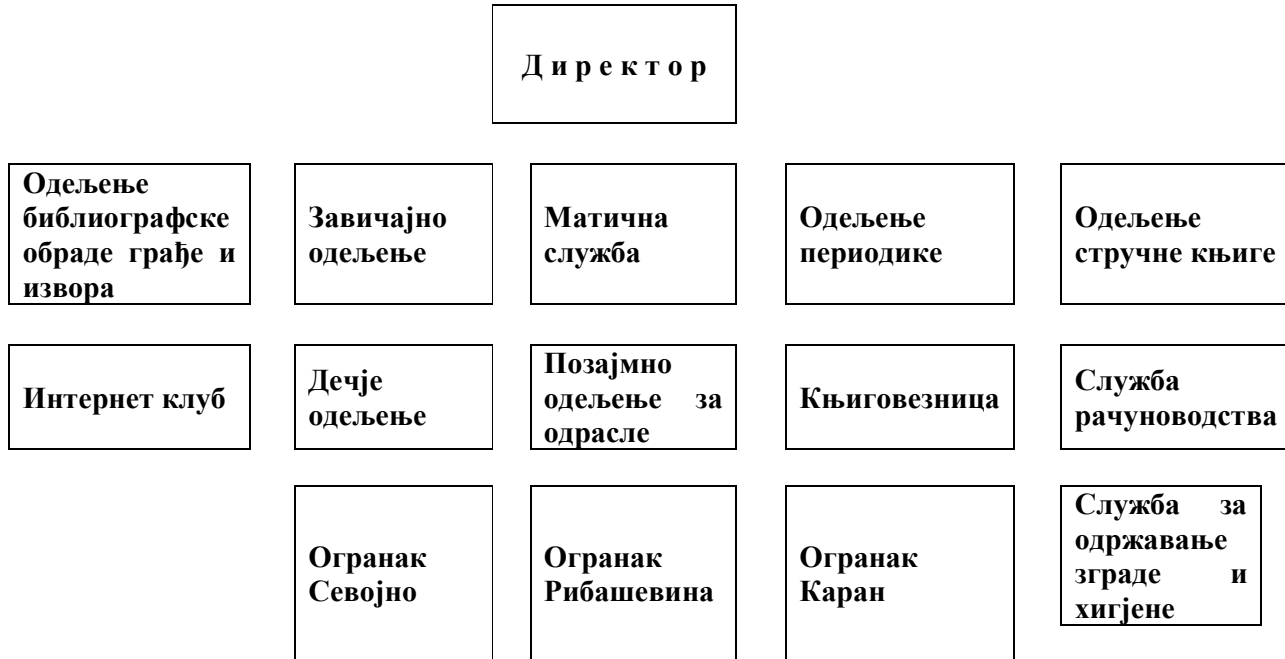 Д и р е к т о р
Одељење
библиографске
обраде грађе и
извора
Завичајно
одељење
Матична
служба
Одељење
периодике
Одељење
стручне књиге
Интернет клуб
Дечје
одељење
Позајмно
одељење за
одрасле
Књиговезница
Служба
рачуноводства
Огранак
Севојно
Огранак
Рибашевина
Огранак
Каран
Служба за
одржавање
зграде и
хигјене